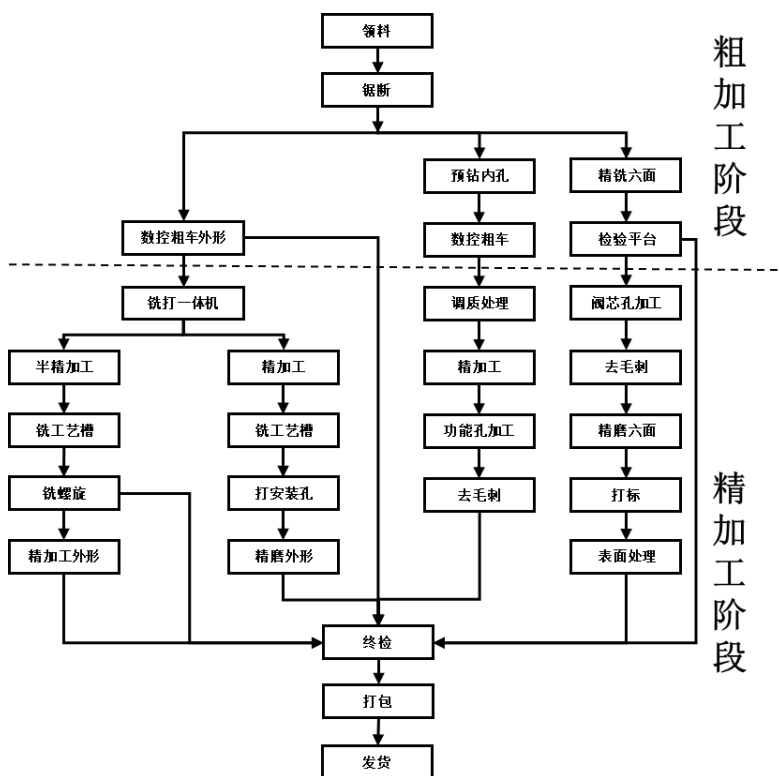 领料
锯断
粗加工阶段
预钻内孔
精铣六面
数控粗车外形
数控粗车
检验平台
铣打一体机
调质处理
阀芯孔加工
半精加工
精加工
精加工
去毛刺
铣工艺槽
铣工艺槽
功能孔加工
精磨六面
铣螺旋
打安装孔
去毛刺
打标
精加工外形
精磨外形
表面处理
精加工阶段
终检
打包
发货